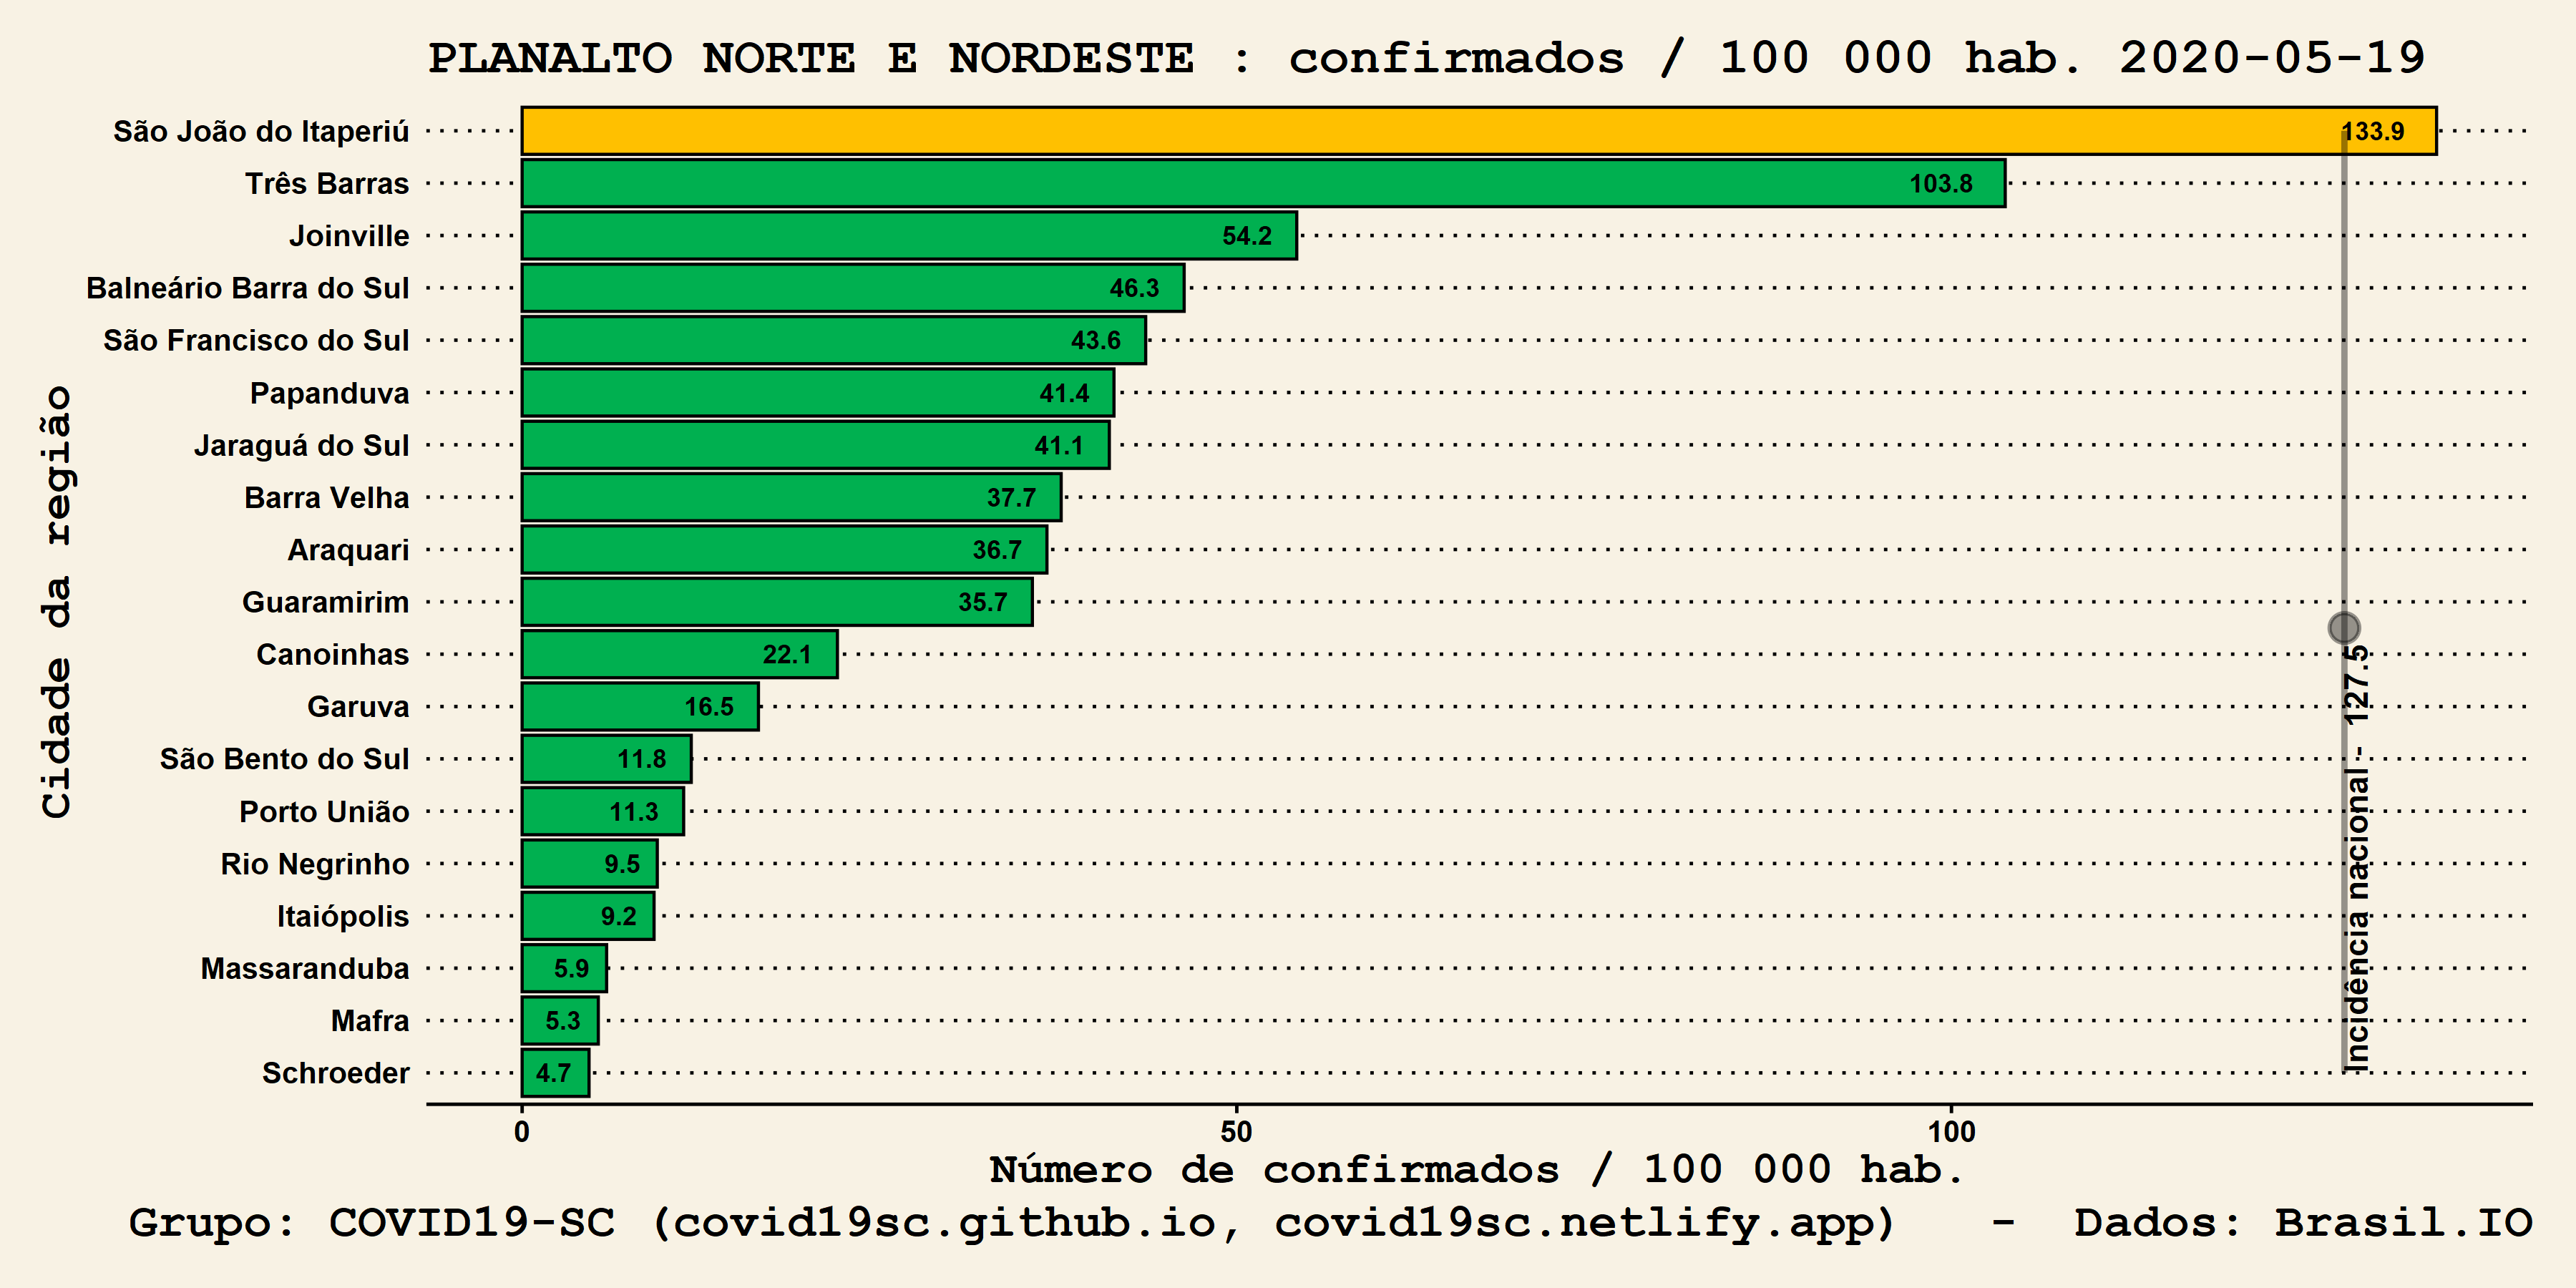 PLANALTO NORTE E NORDESTE : confirmados / 100 000 hab. 2020-05-19
Cidade da região
São João do Itaperiú 133.9
Três Barras 103.8
Joinville 54.2
Balneário Barra do Sul 46.3
São Francisco do Sul 43.6
Papanduva 41.4
Jaraguá do Sul 41.1
Barra Velha 37.7
Araquari 36.7
Guaramirim 35.7
Canoinhas 22.1
Garuva 16.5
São Bento do Sul 11.8
Porto União 11.3
Rio Negrinho 9.5
Itaiópolis 9.2
Massaranduba 5.9
Mafra 5.3
Schroeder 4.7
Incidência nacional - 127.5
0 50 100
Número de confirmados / 100 000 hab.
Grupo: COVID19-SC (covid19sc.github.io, covid19sc.netlify.app) - Dados: Brasil.IO